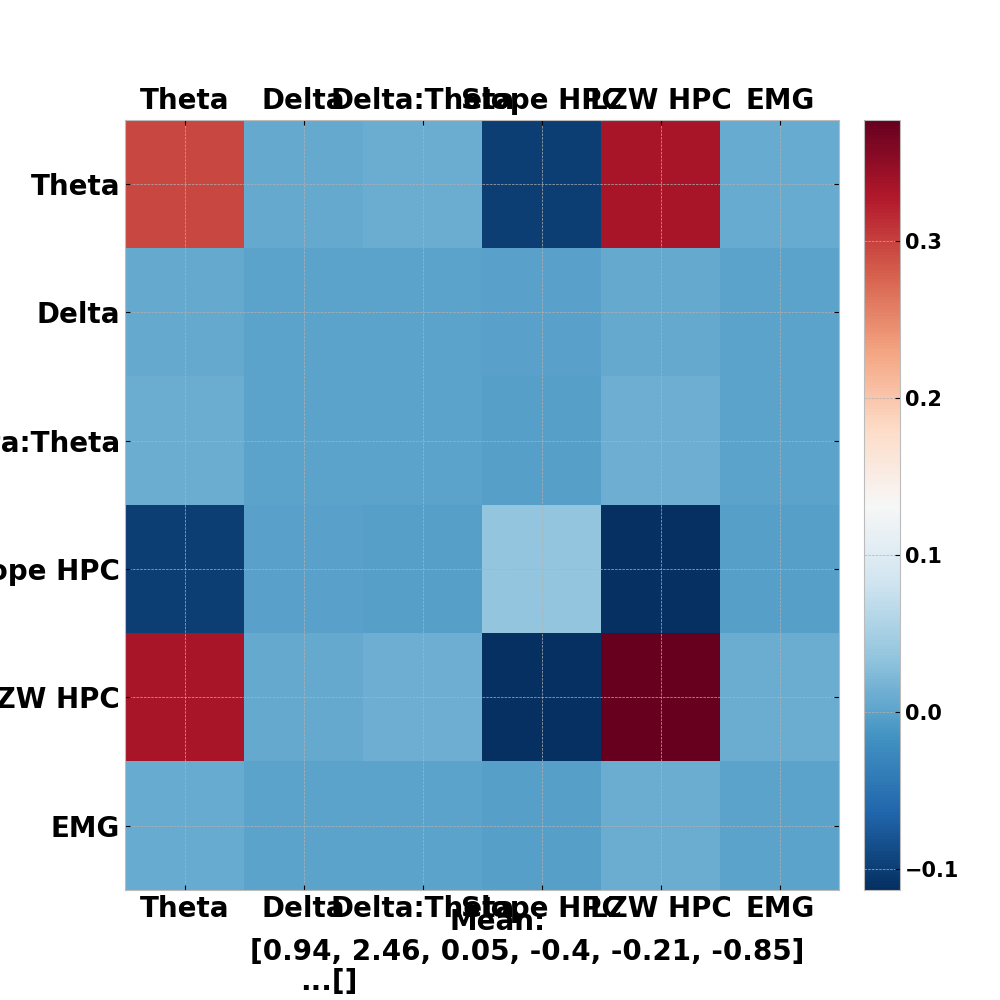 Theta Delta Delta:Theta Slope HPC LZW HPC EMG
Theta
Delta
a:Theta
ope HPC
ZW HPC
EMG
0.3
0.2
0.1
0.0
−0.1
Theta Delta Delta:Theta Slope HPC LZW HPC EMG
Mean:
[0.94, 2.46, 0.05, -0.4, -0.21, -0.85]
...[]